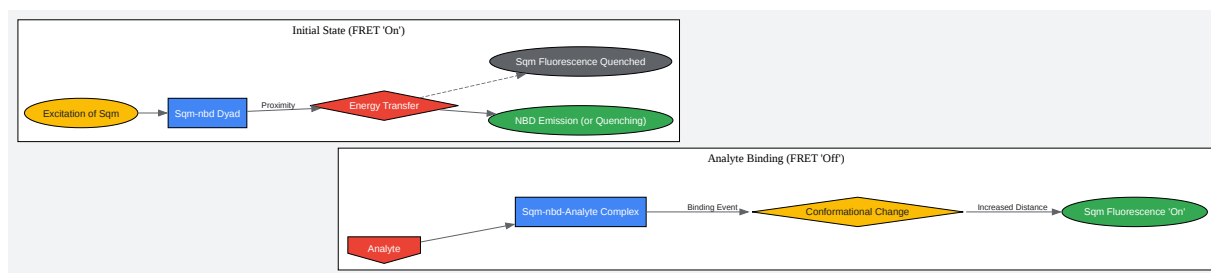 Initial State (FRET 'On')
Sqm Fluorescence Quenched
Excitation of Sqm
Sqm-nbd Dyad
Proximity
Energy Transfer
NBD Emission (or Quenching)
Analyte Binding (FRET 'Off')
Sqm-nbd-Analyte Complex
Binding Event
Conformational Change
Increased Distance
Sqm Fluorescence 'On'
Analyte